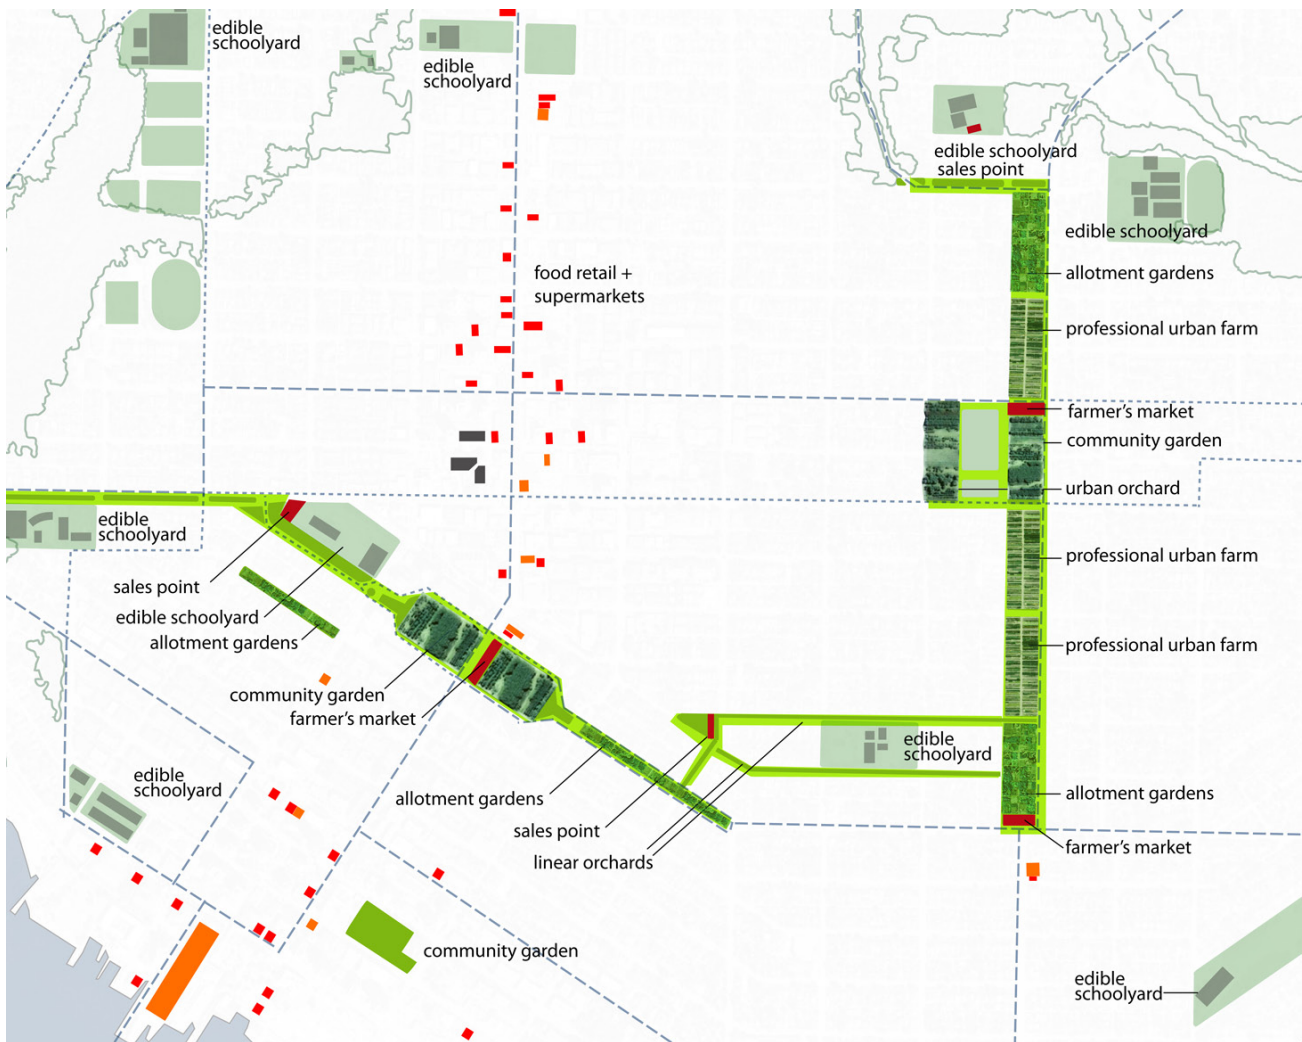 edible
schoolyard
edible
schoolyard
edible schoolyard
sales point
edible schoolyard
allotment gardens
food retail +
supermarkets
professional urban farm
farmer's market
community garden
urban orchard
edible
schoolyard
professional urban farm
sales point
edible schoolyard
allotment gardens
professional urban farm
community garden
farmer's market
edible
schoolyard
edible
schoolyard
allotment gardens
allotment gardens
sales point
farmer's market
linear orchards
community garden
edible
schoolyard